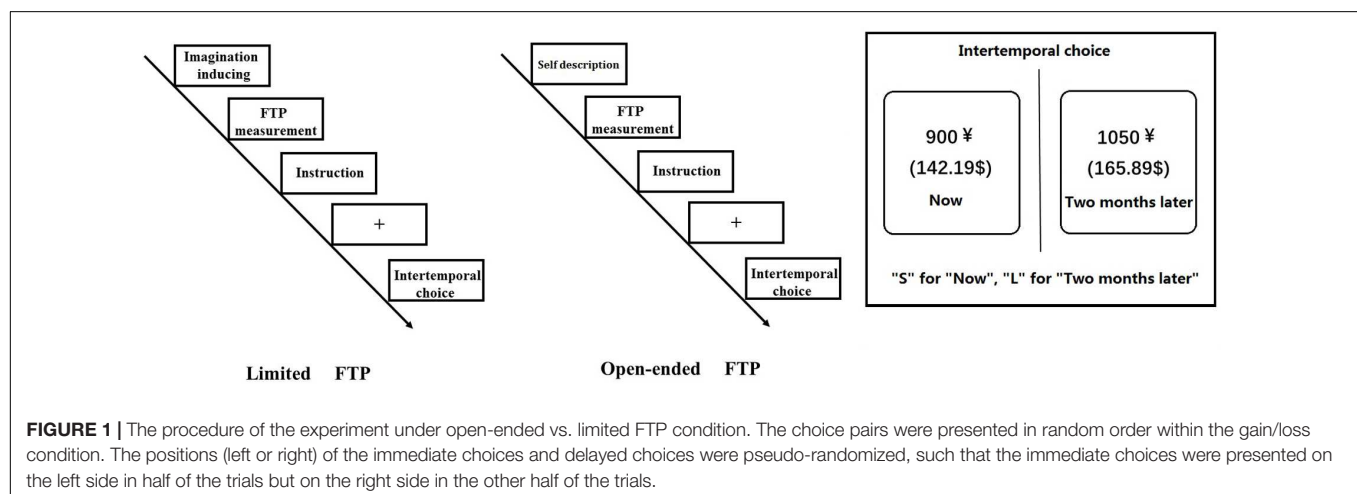 Imagination
inducing
FTP
measurement
Instruction
+
Intertemporal
choice
Limited FTP
Self description
FTP
measurement
Instruction
+
Intertemporal
choice
Open-ended FTP
Intertemporal choice
900 ¥
(142.19$)
Now
1050 ¥
(165.89$)
Two months later
"S" for "Now", "L" for "Two months later"
FIGURE 1 | The procedure of the experiment under open-ended vs. limited FTP condition. The choice pairs were presented in random order within the gain/loss
condition. The positions (left or right) of the immediate choices and delayed choices were pseudo-randomized, such that the immediate choices were presented on
the left side in half of the trials but on the right side in the other half of the trials.